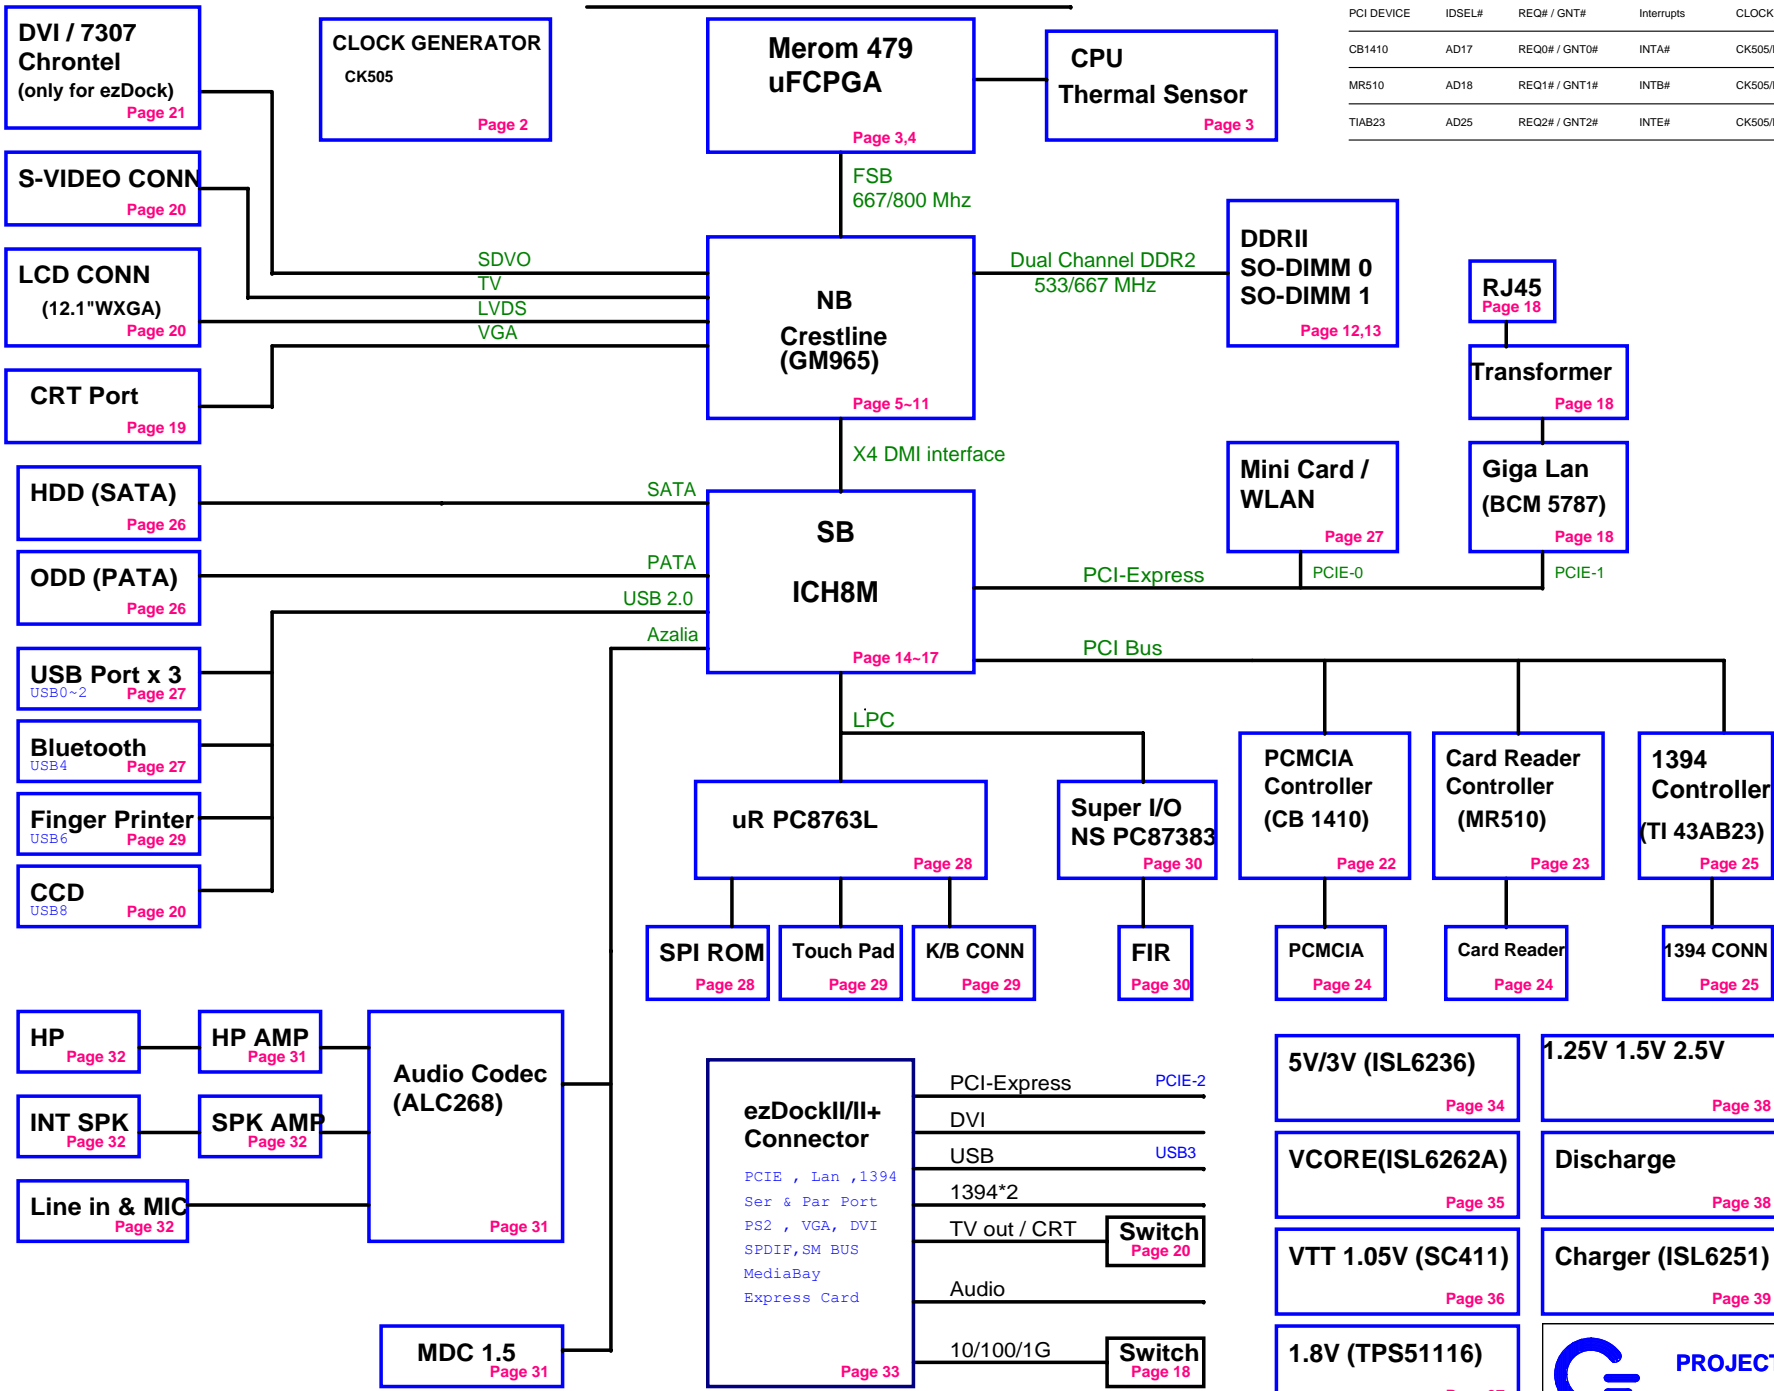 DVI / 7307
Chrontel
(only for ezDock)
Page 21
CLOCK GENERATOR
CK505
Page 2
Merom 479
uFCPGA
Page 3,4
CPU
Thermal Sensor
Page 3
PCI DEVICE IDSEL# REQ# / GNT# Interrupts CLOCK
CB1410 AD17 REQ0# / GNT0# INTA#
MR510 AD18 REQ1# / GNT1# INTB#
TIAB23 AD25 REQ2# / GNT2# INTE#
S-VIDEO CONN
Page 20
FSB
667/800 Mhz
LCD CONN
(12.1"WXGA)
Page 20
SDVO
TV
LVDS
VGA
NB
Crestline
(GM965)
Page 5~11
Dual Channel DDR2
533/667 MHz
DDRII
SO-DIMM 0
SO-DIMM 1
Page 12,13
RJ45
Page 18
Transformer
Page 18
CRT Port
Page 19
X4 DMI interface
Mini Card /
WLAN
Page 27
Giga Lan
(BCM 5787)
Page 18
HDD (SATA)
Page 26
SATA
ODD (PATA)
Page 26
PATA
USB 2.0
Azalia
SB
ICH8M
Page 14~17
PCI-Express
PCIE-0
PCIE-1
PCI Bus
USB Port x 3
USB0~2
Page 27
Bluetooth
USB4
Page 27
Finger Printer
USB6
Page 29
CCD
USB8
Page 20
LPC
uR PC8763L
Page 28
Super I/O
NS PC87383
Page 30
PCMCIA
Controller
(CB 1410)
Page 22
Card Reader
Controller
(MR510)
Page 23
1394
Controller
(TI 43AB23)
Page 25
SPI ROM
Page 28
Touch Pad
Page 29
K/B CONN
Page 29
FIR
Page 30
PCMCIA
Page 24
Card Reader
Page 24
1394 CONN
Page 25
HP
Page 32
HP AMP
Page 31
INT SPK
Page 32
SPK AMP
Page 32
Line in & MIC
Page 32
Audio Codec
(ALC268)
Page 31
MDC 1.5
Page 31
ezDockII/II+
Connector
PCIE , Lan ,1394
Ser & Par Port
PS2 , VGA, DVI
SPDIF,SM BUS
MediaBay
Express Card
Page 33
PCI-Express PCIE-2
DVI
USB USB3
1394*2
TV out / CRT
Switch
Page 20
Audio
10/100/1G
Switch
Page 18
5V/3V (ISL6236)
Page 34
1.25V 1.5V 2.5V
Page 38
VCORE(ISL6262A)
Page 35
Discharge
Page 38
VTT 1.05V (SC411)
Page 36
Charger (ISL6251)
Page 39
1.8V (TPS51116)
PROJECT